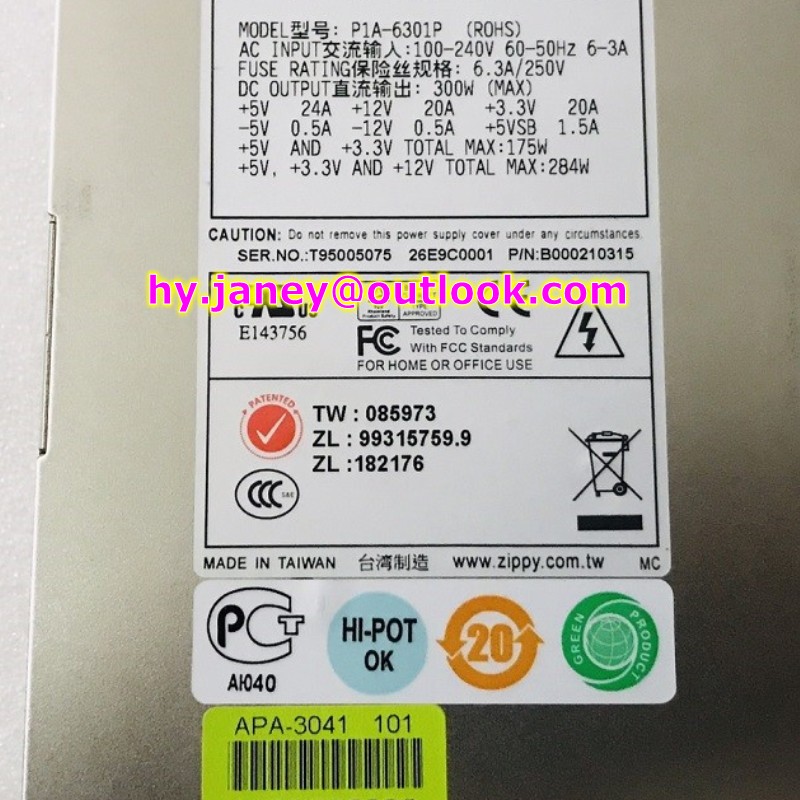 MODEL型号: P1A-6301P (ROHS)
AC INPUT交流输入:100-240V 60-50Hz 6-3A
FUSE RATING保险丝规格: 6.3A/250V
DC OUTPUT直流输出: 300W (MAX)
+5V 24A +12V 20A +3.3V 20A
-5V 0.5A -12V 0.5A +5VSB 1.5A
+5V AND +3.3V TOTAL MAX:175W
+5V, +3.3V AND +12V TOTAL MAX:284W
CAUTION: Do not remove this power supply cover under any circumstances.
SER.NO.:T95005075 26E9C0001 P/N:B000210315
hy.janey@outlook.com
E143756
TYPE APPROVED
FC Tested To Comply
With FCC Standards
FOR HOME OR OFFICE USE
PATENTED
TW : 085973
ZL : 99315759.9
ZL :182176
CCC S&E
MADE IN TAIWAN 台湾制造 www.zippy.com.tw MC
РСТ
АЮ40
HI-POT
OK
20
GREEN PRODUCT
APA-3041 101